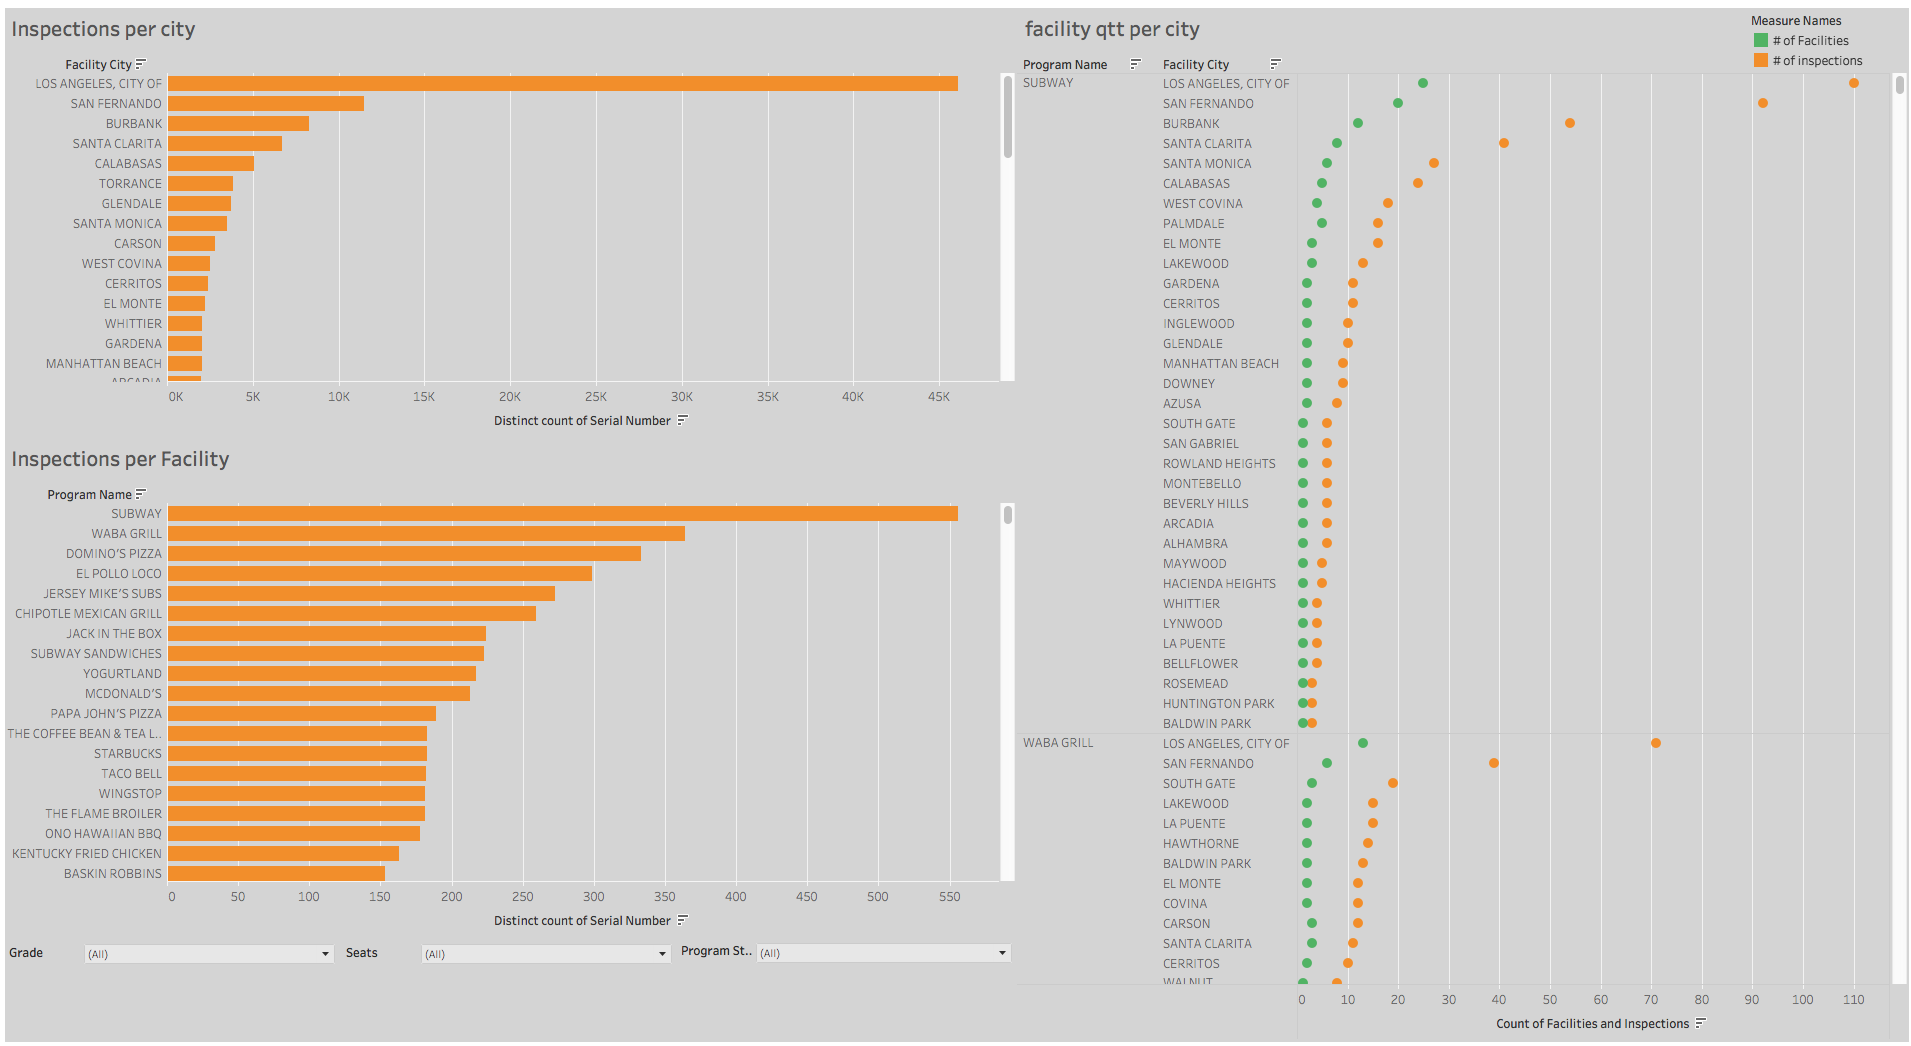 Inspections per city
Facility City
LOS ANGELES, CITY OF
SAN FERNANDO
BURBANK
SANTA CLARITA
CALABASAS
TORRANCE
GLENDALE
SANTA MONICA
CARSON
WEST COVINA
CERRITOS
EL MONTE
WHITTIER
GARDENA
MANHATTAN BEACH
ARCADIA
0K 5K 10K 15K 20K 25K 30K 35K 40K 45K
Distinct count of Serial Number
Inspections per Facility
Program Name
SUBWAY
WABA GRILL
DOMINO'S PIZZA
EL POLLO LOCO
JERSEY MIKE'S SUBS
CHIPOTLE MEXICAN GRILL
JACK IN THE BOX
SUBWAY SANDWICHES
YOGURTLAND
MCDONALD'S
PAPA JOHN'S PIZZA
THE COFFEE BEAN & TEA L..
STARBUCKS
TACO BELL
WINGSTOP
THE FLAME BROILER
ONO HAWAIIAN BBQ
KENTUCKY FRIED CHICKEN
BASKIN ROBBINS
0 50 100 150 200 250 300 350 400 450 500 550
Distinct count of Serial Number
Grade (All) Seats (All) Program St.. (All)
facility qtt per city
Measure Names
# of Facilities
# of inspections
Program Name Facility City
SUBWAY LOS ANGELES, CITY OF
SAN FERNANDO
BURBANK
SANTA CLARITA
SANTA MONICA
CALABASAS
WEST COVINA
PALMDALE
EL MONTE
LAKEWOOD
GARDENA
CERRITOS
INGLEWOOD
GLENDALE
MANHATTAN BEACH
DOWNEY
AZUSA
SOUTH GATE
SAN GABRIEL
ROWLAND HEIGHTS
MONTEBELLO
BEVERLY HILLS
ARCADIA
ALHAMBRA
MAYWOOD
HACIENDA HEIGHTS
WHITTIER
LYNWOOD
LA PUENTE
BELLFLOWER
ROSEMEAD
HUNTINGTON PARK
BALDWIN PARK
WABA GRILL LOS ANGELES, CITY OF
SAN FERNANDO
SOUTH GATE
LAKEWOOD
LA PUENTE
HAWTHORNE
BALDWIN PARK
EL MONTE
COVINA
CARSON
SANTA CLARITA
CERRITOS
WALNUT
0 10 20 30 40 50 60 70 80 90 100 110
Count of Facilities and Inspections